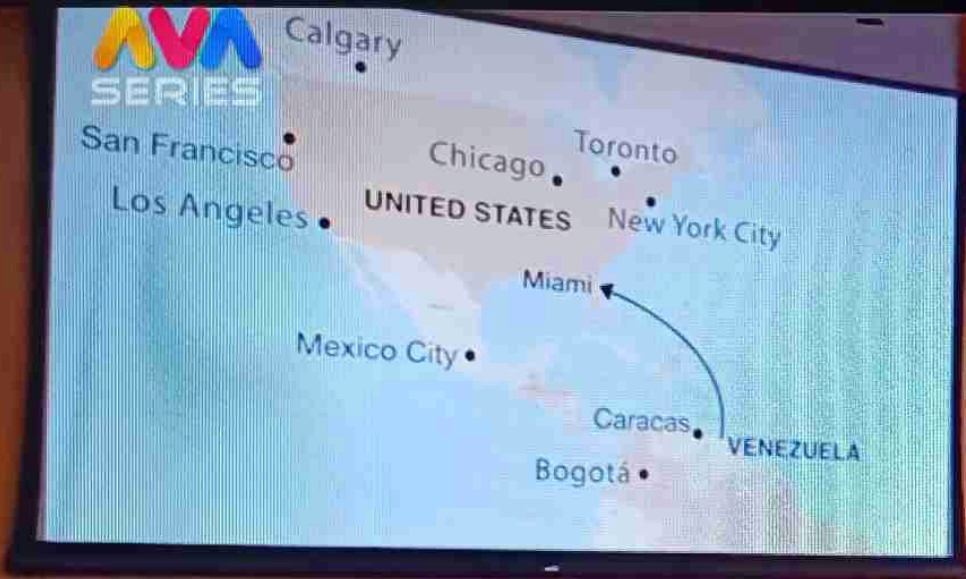 AVA
SERIES
Calgary
San Francisco
Chicago
Toronto
Los Angeles
UNITED STATES
New York City
Miami
Mexico City
Caracas
VENEZUELA
Bogotá